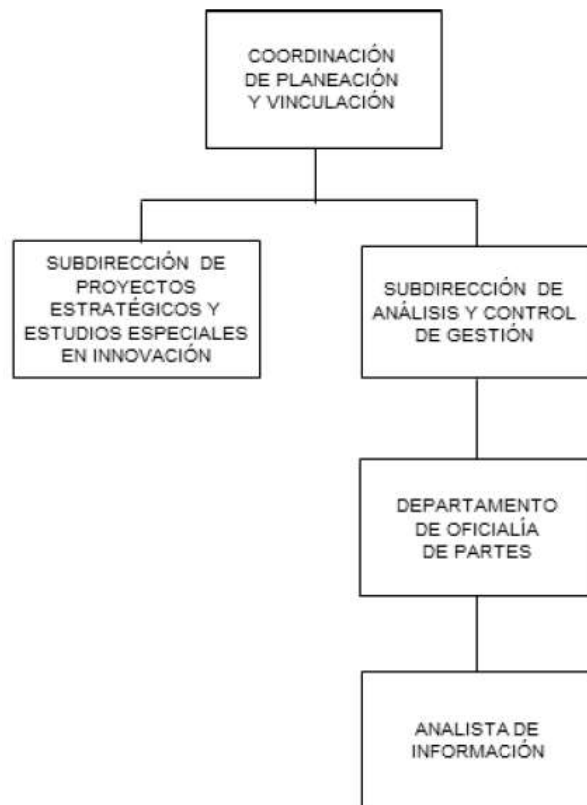 COORDINACIÓN
DE PLANEACIÓN
Y VINCULACIÓN
SUBDIRECCIÓN DE
PROYECTOS
ESTRATÉGICOS Y
ESTUDIOS ESPECIALES
EN INNOVACIÓN
SUBDIRECCIÓN DE
ANÁLISIS Y CONTROL
DE GESTIÓN
DEPARTAMENTO
DE OFICIALÍA
DE PARTES
ANALISTA DE
INFORMACIÓN